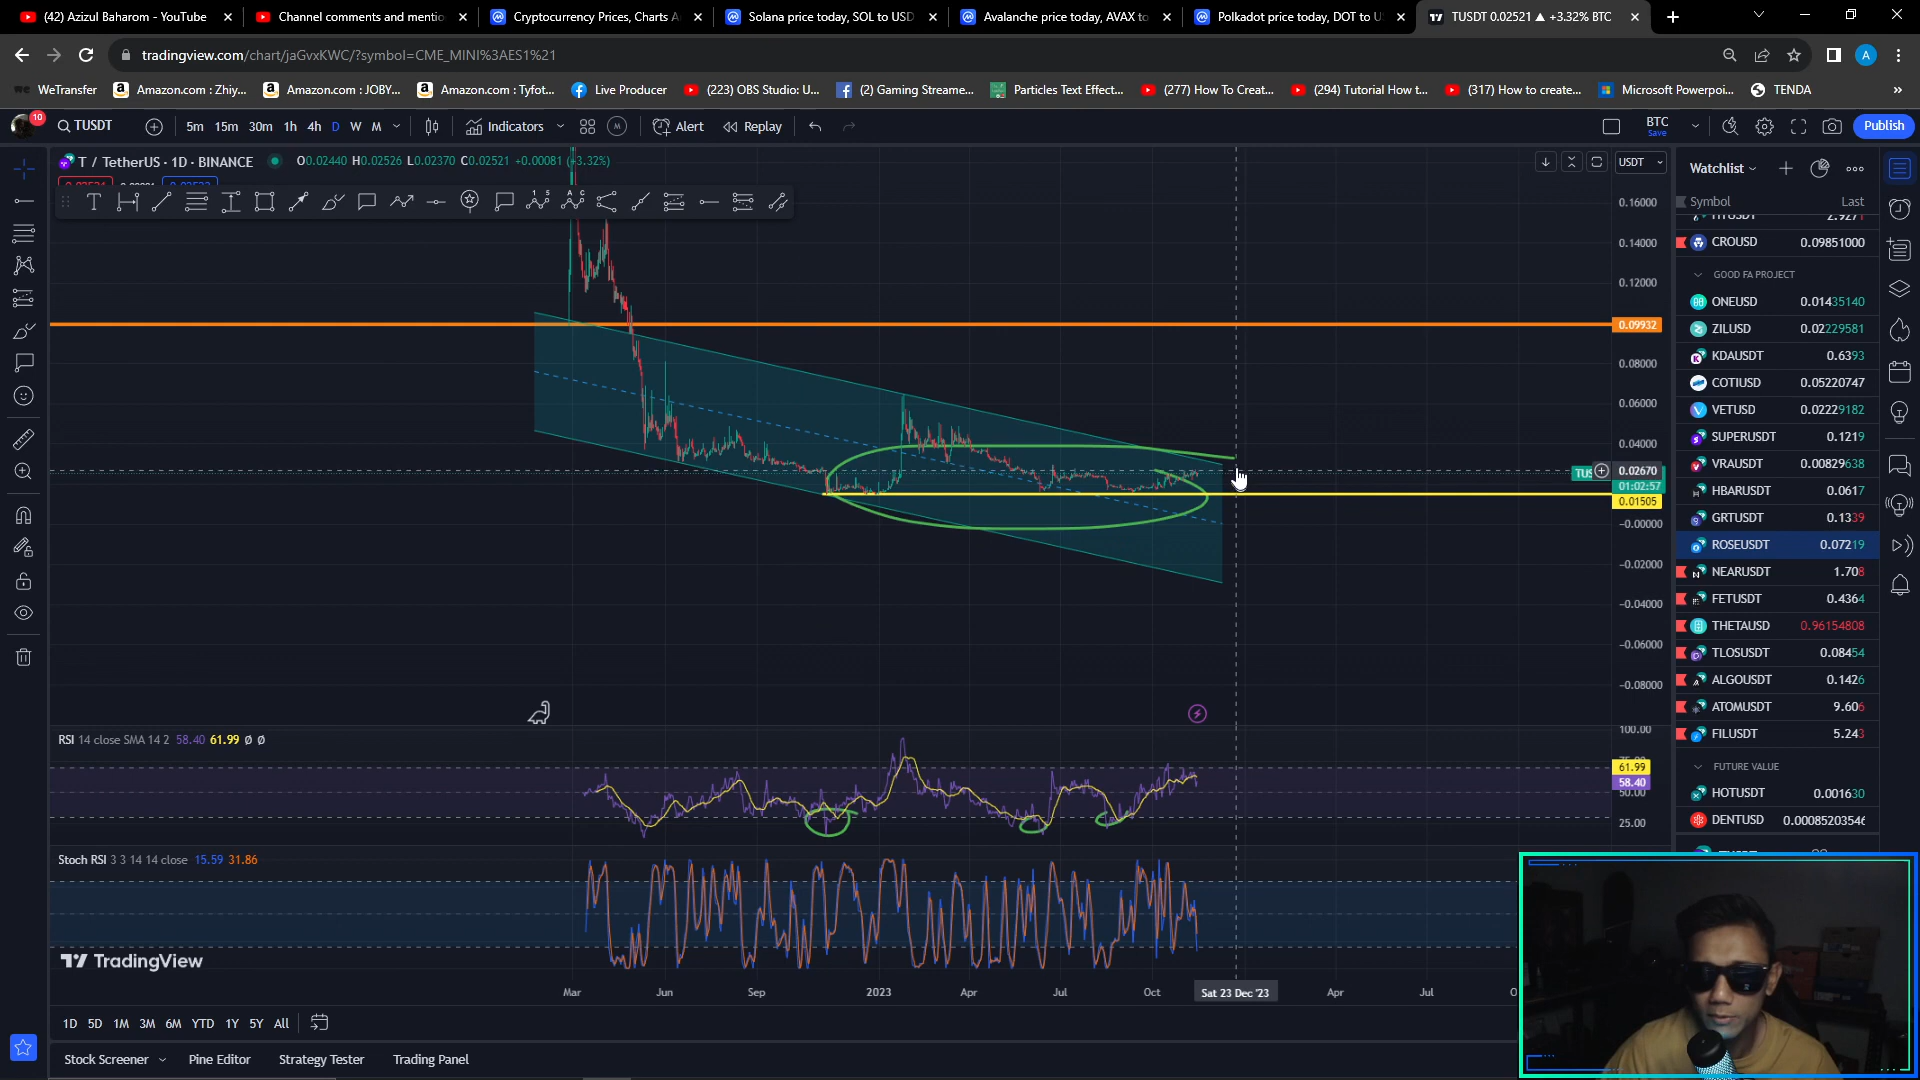 (42) Azizul Baharom - YouTube
Channel comments and mentio
Cryptocurrency Prices, Charts A
Solana price today, SOL to USD
Avalanche price today, AVAX to
Polkadot price today, DOT to U
TUSDT 0.02521 ▲ +3.32% BTC
tradingview.com/chart/jaGvxKWC/?symbol=CME_MINI%3AES1%21
WeTransfer
Amazon.com : Zhiy...
Amazon.com : JOBY,...
Amazon.com : Tyfot...
Live Producer
(223) OBS Studio: U...
(2) Gaming Streame...
Particles Text Effect...
(277) How To Creat...
(294) Tutorial How t...
(317) How to create...
Microsoft Powerpoi...
TENDA
10
TUSDT
5m 15m 30m 1h 4h D W M
Indicators
Alert
Replay
BTC
Save
Publish
T / TetherUS · 1D · BINANCE
O0.02440 H0.02526 L0.02370 C0.02521 +0.00081 (+3.32%)
USDT
0.16000
0.14000
0.12000
0.09932
0.08000
0.06000
0.04000
0.02670
01:02:57
0.01505
−0.00000
−0.02000
−0.04000
−0.06000
−0.08000
Watchlist
Symbol Last
CROUSD 0.09851000
GOOD FA PROJECT
ONEUSD 0.01435140
ZILUSD 0.02229581
KDAUSDT 0.6393
COTIUSD 0.05220747
VETUSD 0.02229182
SUPERUSDT 0.1219
VRAUSDT 0.00829638
HBARUSDT 0.0617
GRTUSDT 0.1339
ROSEUSDT 0.07219
NEARUSDT 1.708
FETUSDT 0.4364
THETAUSD 0.96154808
TLOSUSDT 0.08454
ALGOUSDT 0.1426
ATOMUSDT 9.606
FILUSDT 5.243
FUTURE VALUE
HOTUSDT 0.001630
DENTUSD 0.00085203546
RSI 14 close SMA 14 2 58.40 61.99 Ø Ø
100.00
61.99
58.40
50.00
25.00
Stoch RSI 3 3 14 14 close 15.59 31.86
TradingView
Mar Jun Sep 2023 Apr Jul Oct Sat 23 Dec '23 Apr Jul
1D 5D 1M 3M 6M YTD 1Y 5Y All
Stock Screener
Pine Editor
Strategy Tester
Trading Panel